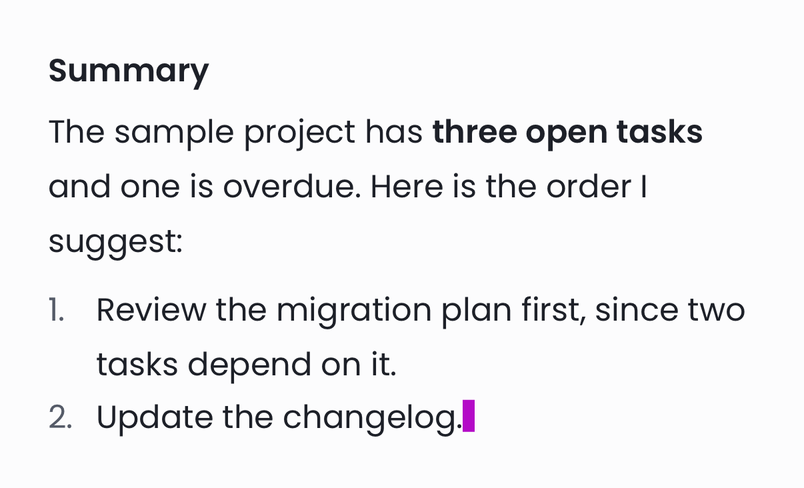 Summary
The sample project has three open tasks
and one is overdue. Here is the order I
suggest:
1. Review the migration plan first, since two
tasks depend on it.
2. Update the changelog.